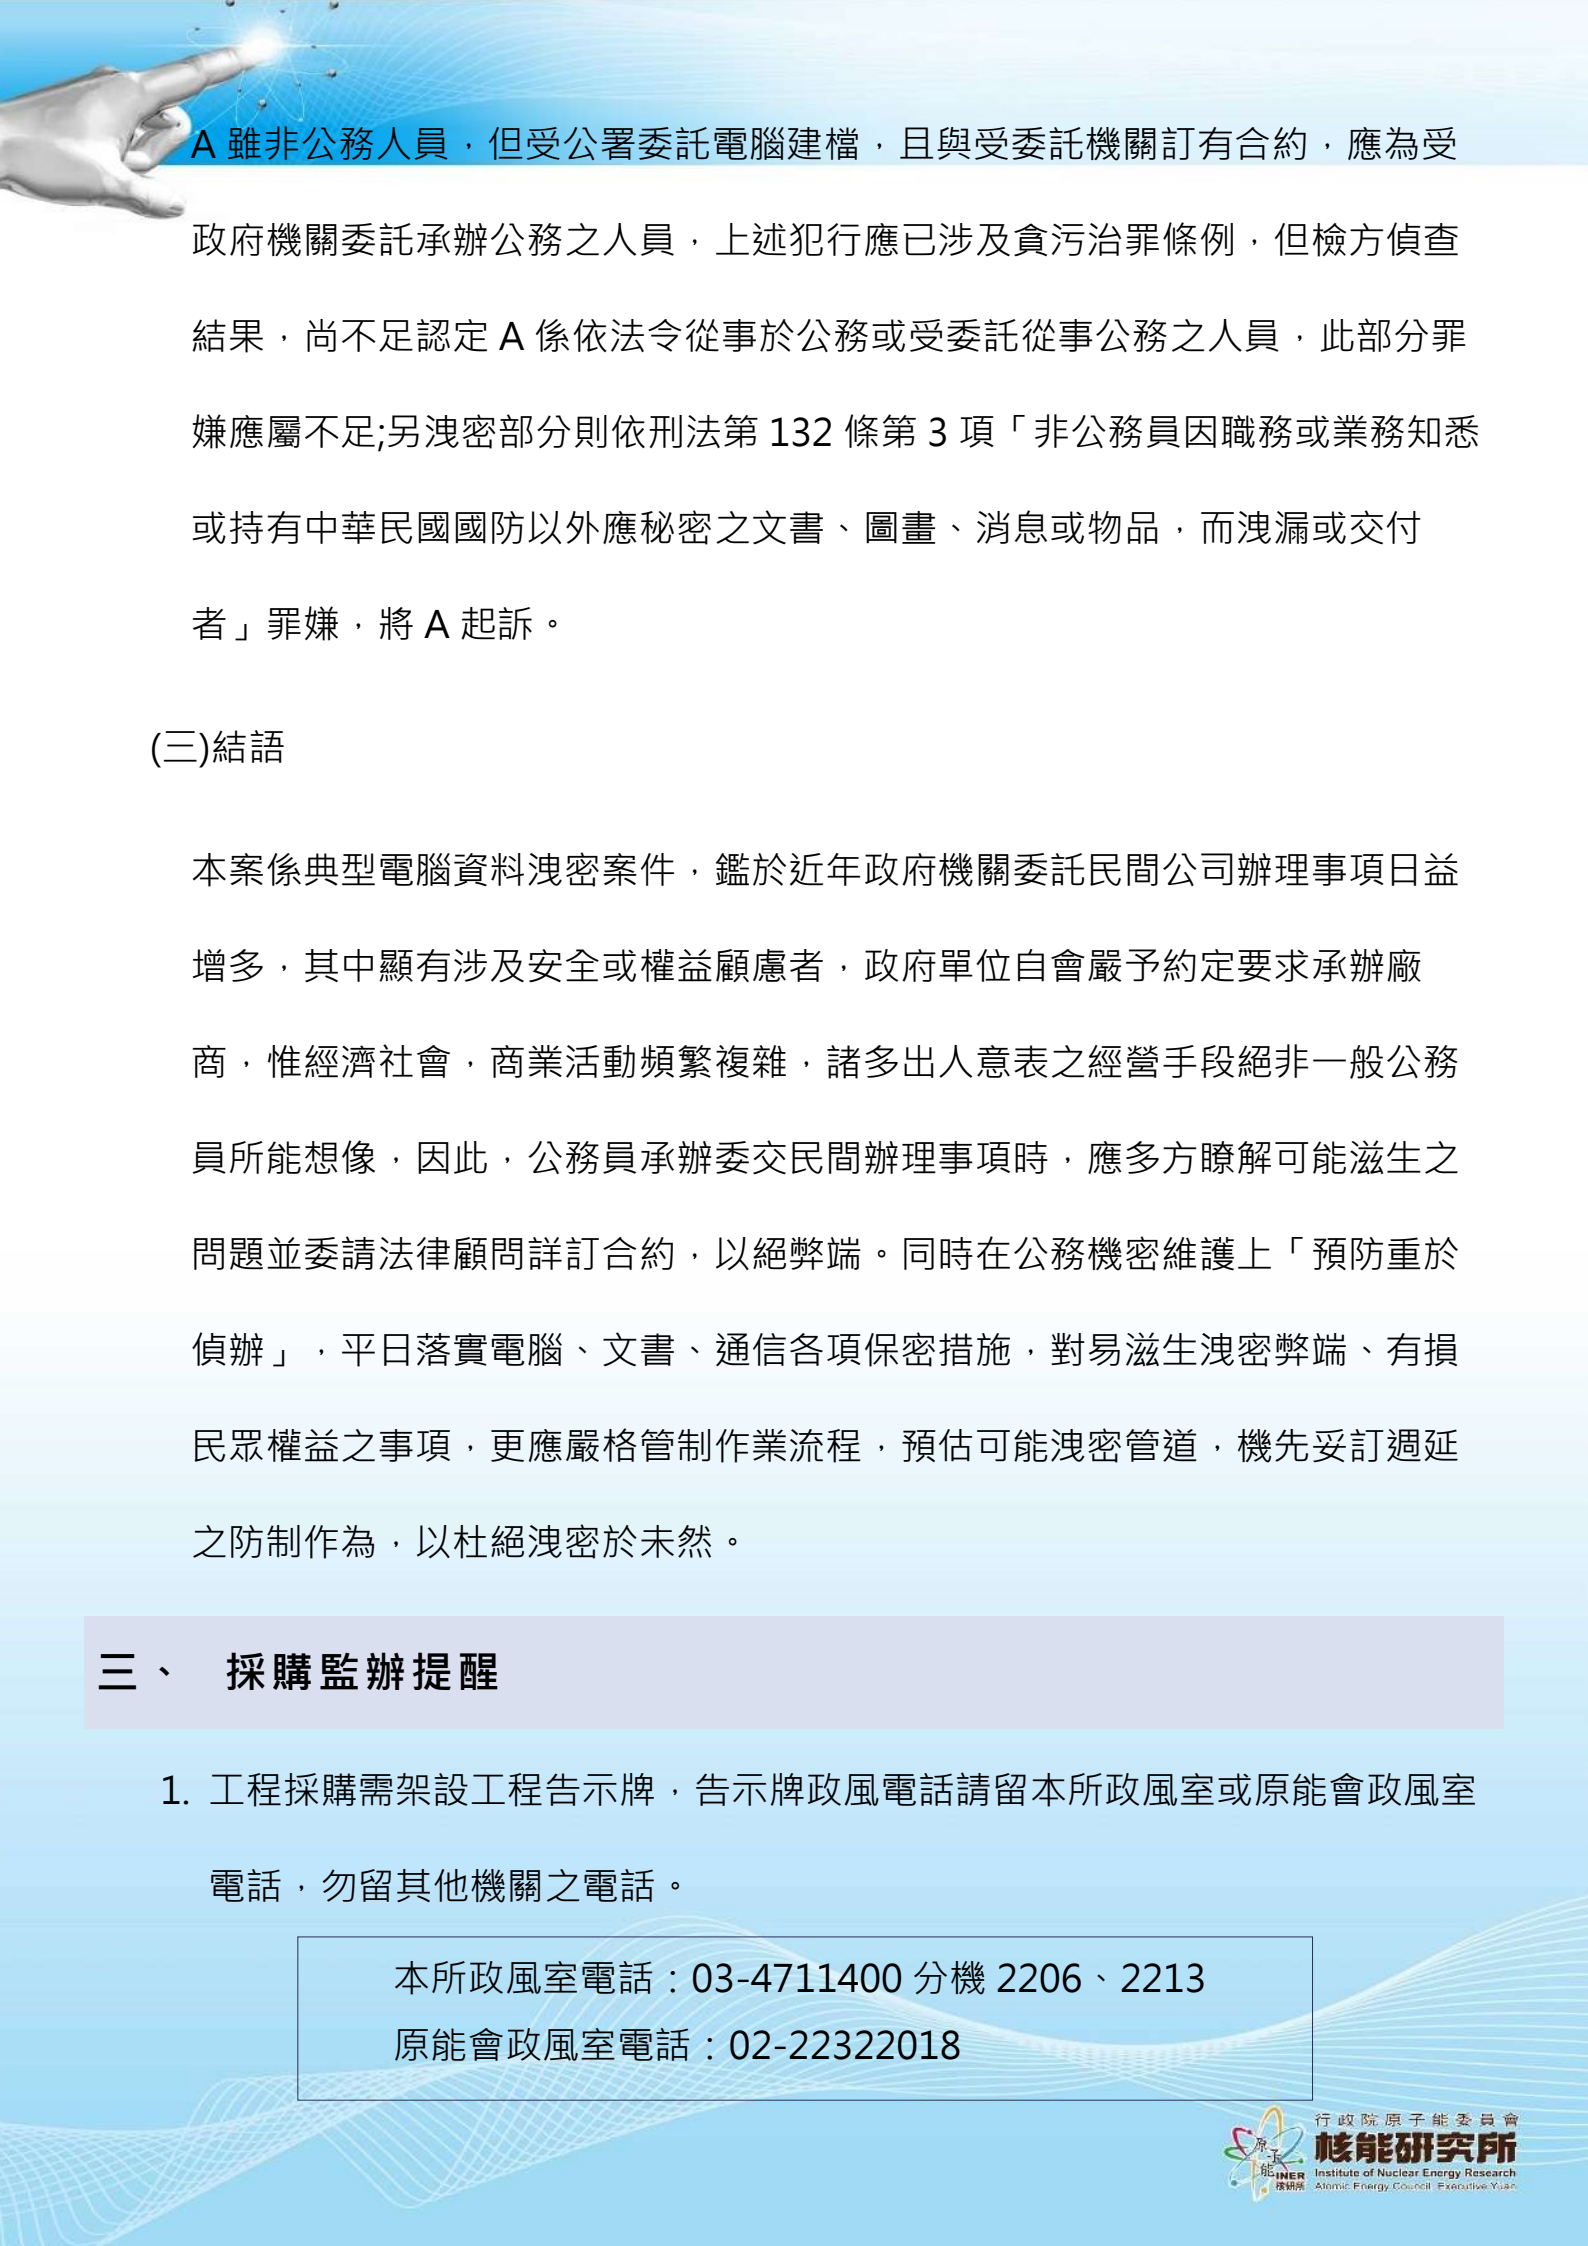 A 雖非公務人員，但受公署委託電腦建檔，且與受委託機關訂有合約，應為受
政府機關委託承辦公務之人員，上述犯行應已涉及貪污治罪條例，但檢方偵查
結果，尚不足認定 A 係依法令從事於公務或受委託從事公務之人員，此部分罪
嫌應屬不足;另洩密部分則依刑法第 132 條第 3 項「非公務員因職務或業務知悉
或持有中華民國國防以外應秘密之文書、圖畫、消息或物品，而洩漏或交付
者」罪嫌，將 A 起訴。
(三)結語
本案係典型電腦資料洩密案件，鑑於近年政府機關委託民間公司辦理事項日益
增多，其中顯有涉及安全或權益顧慮者，政府單位自會嚴予約定要求承辦廠
商，惟經濟社會，商業活動頻繁複雜，諸多出人意表之經營手段絕非一般公務
員所能想像，因此，公務員承辦委交民間辦理事項時，應多方瞭解可能滋生之
問題並委請法律顧問詳訂合約，以絕弊端。同時在公務機密維護上「預防重於
偵辦」，平日落實電腦、文書、通信各項保密措施，對易滋生洩密弊端、有損
民眾權益之事項，更應嚴格管制作業流程，預估可能洩密管道，機先妥訂週延
之防制作為，以杜絕洩密於未然。
三、 採購監辦提醒
1. 工程採購需架設工程告示牌，告示牌政風電話請留本所政風室或原能會政風室
電話，勿留其他機關之電話。
本所政風室電話：03-4711400 分機 2206、2213
原能會政風室電話：02-22322018
行政院原子能委員會
核能研究所
Institute of Nuclear Energy Research
Atomic Energy Council, Executive Yuan
原子能
INER
核研所